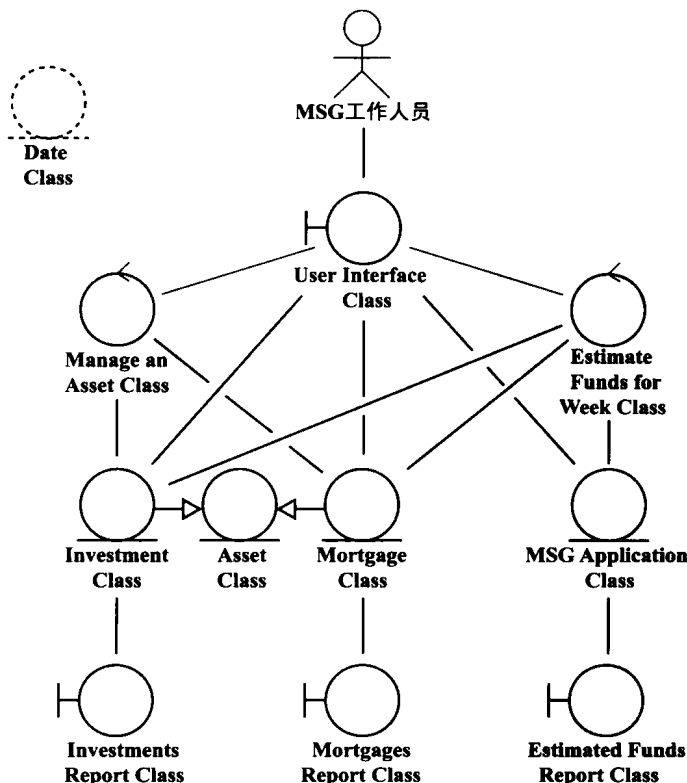 MSG工作人员
Date
Class
User Interface
Class
Manage an
Asset Class
Estimate
Funds for
Week Class
Investment
Class
Asset
Class
Mortgage
Class
MSG Application
Class
Investments
Report Class
Mortgages
Report Class
Estimated Funds
Report Class